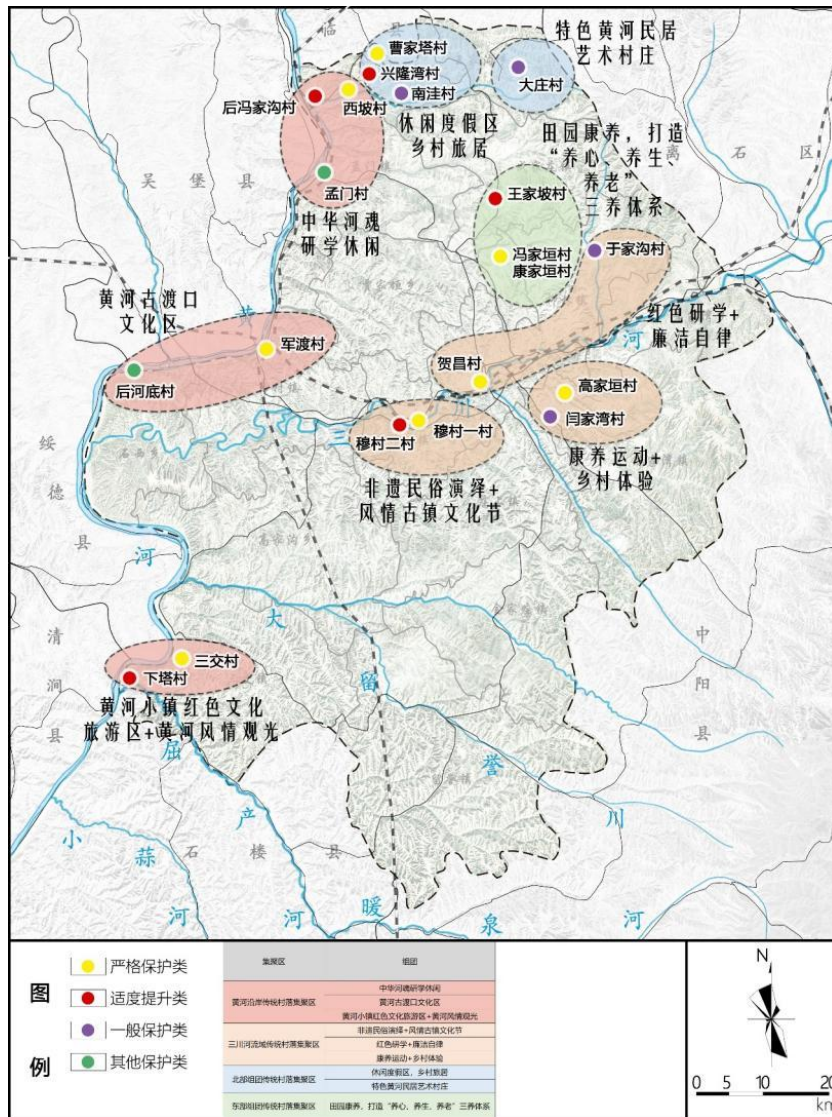 临县
曹家塔村
兴隆湾村
南洼村
西坡村
后冯家沟村
特色黄河民居
艺术村庄
大庄村
休闲度假区
乡村旅居
吴堡县
离石区
孟门村
中华河魂
研学休闲
田园康养，打造
“养心、养生、
养老”
三养体系
王家坡村
冯家垣村
康家垣村
于家沟村
黄河古渡口
文化区
黄
军渡村
后河底村
红色研学+
廉洁自律
河
贺昌村
高家垣村
闫家湾村
三
川
穆村二村
穆村一村
康养运动+
乡村体验
非遗民俗演绎+
风情古镇文化节
绥德县
河
高家沟乡
清涧县
大
中阳县
三交村
下塔村
黄河小镇红色文化
旅游区+黄河风情观光
留
誉
川
屈
产
河
小
蒜
河
石楼县
暖
泉
河
图
例
严格保护类
适度提升类
一般保护类
其他保护类
集聚区 组团
黄河沿岸传统村落集聚区
中华河魂研学休闲
黄河古渡口文化区
黄河小镇红色文化旅游区+黄河风情观光
三川河流域传统村落集聚区
非遗民俗演绎+风情古镇文化节
红色研学+廉洁自律
康养运动+乡村体验
北部组团传统村落集聚区
休闲度假区，乡村旅居
特色黄河民居艺术村庄
东部组团传统村落集聚区
田园康养，打造“养心、养生、养老”三养体系
N
0 5 10 20
km